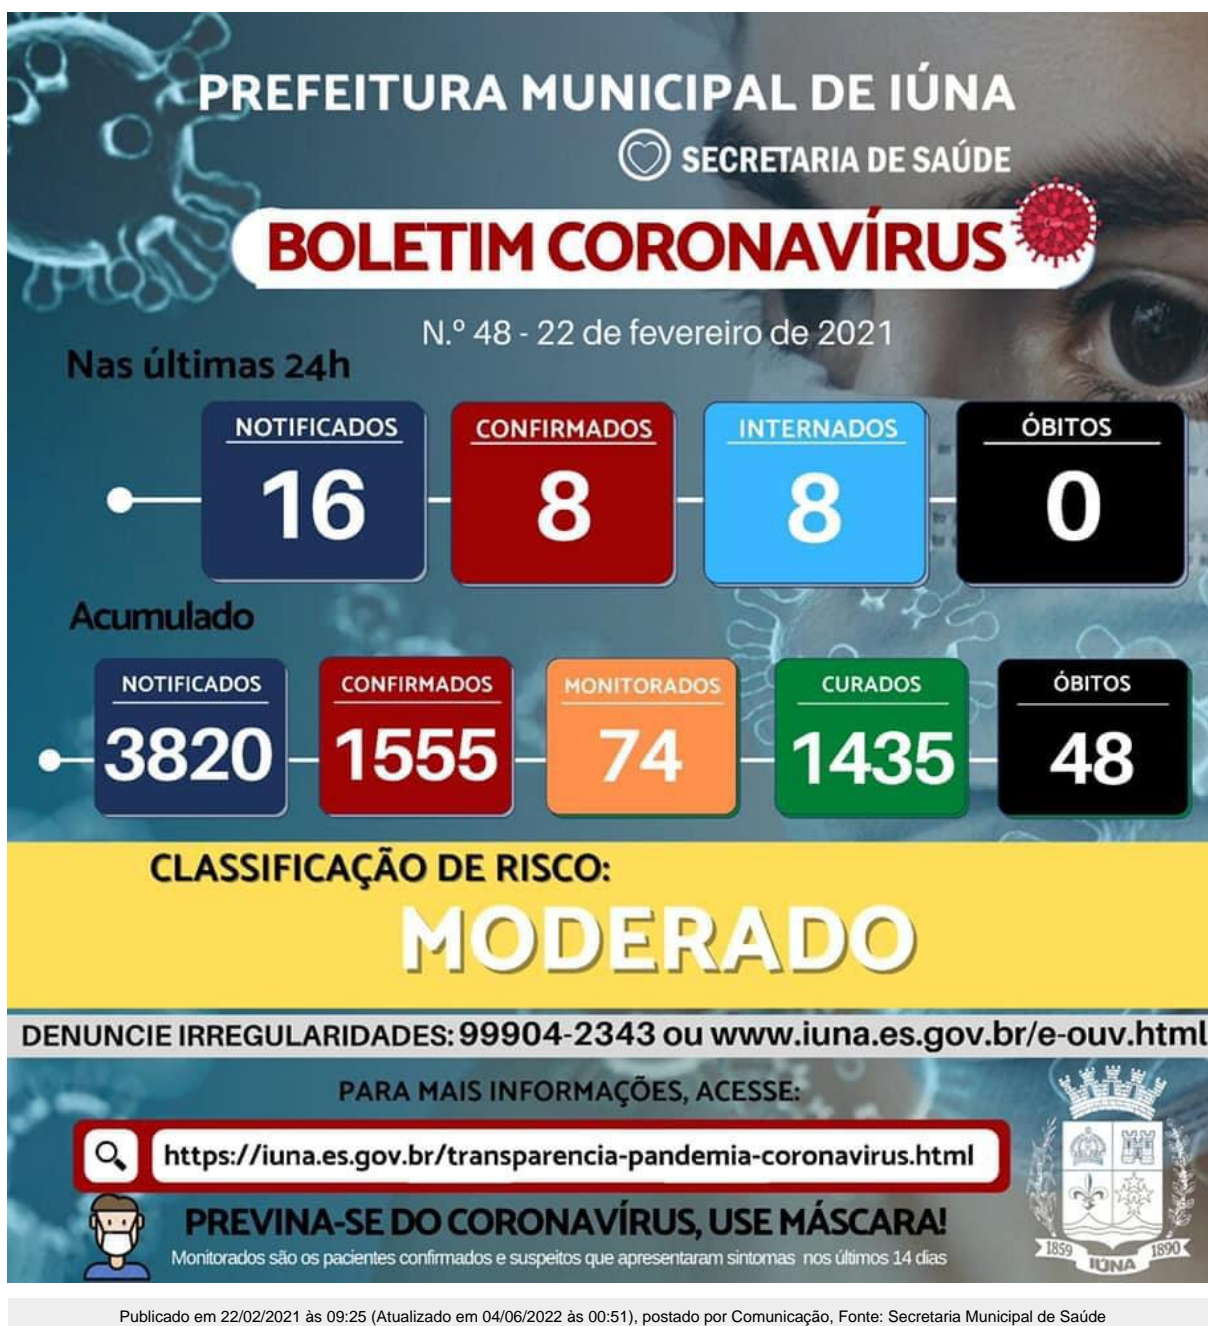 PREFEITURA MUNICIPAL DE IÚNA
SECRETARIA DE SAÚDE
BOLETIM CORONAVÍRUS
N.º 48 - 22 de fevereiro de 2021
Nas últimas 24h
NOTIFICADOS CONFIRMADOS INTERNADOS ÓBITOS
16 8 8 0
Acumulado
NOTIFICADOS CONFIRMADOS MONITORADOS CURADOS ÓBITOS
3820 1555 74 1435 48
CLASSIFICAÇÃO DE RISCO:
MODERADO
DENUNCIE IRREGULARIDADES: 99904-2343 ou www.iuna.es.gov.br/e-ouv.html
PARA MAIS INFORMAÇÕES, ACESSE:
https://iuna.es.gov.br/transparencia-pandemia-coronavirus.html
PREVINA-SE DO CORONAVÍRUS, USE MÁSCARA!
Monitorados são os pacientes confirmados e suspeitos que apresentaram sintomas nos últimos 14 dias
1859 IÚNA 1890
Publicado em 22/02/2021 às 09:25 (Atualizado em 04/06/2022 às 00:51), postado por Comunicação, Fonte: Secretaria Municipal de Saúde